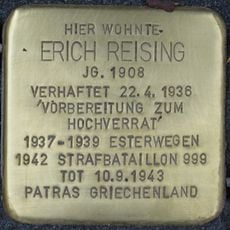 HIER WOHNTE
ERICH REISING
JG. 1908
VERHAFTET 22.4.1936
'VORBEREITUNG ZUM
HOCHVERRAT'
1937-1939 ESTERWEGEN
1942 STRAFBATAILLON 999
TOT 10.9.1943
PATRAS GRIECHENLAND